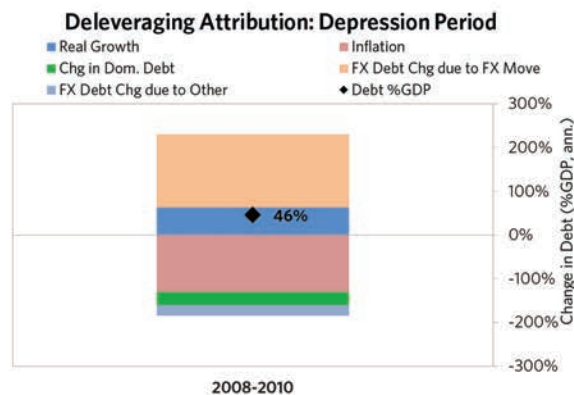 Deleveraging Attribution: Depression Period
Real Growth
Inflation
Chg in Dom. Debt
FX Debt Chg due to FX Move
FX Debt Chg due to Other
Debt %GDP
300%
200%
100%
46%
0%
-100%
-200%
-300%
Change in Debt (%GDP, ann.)
2008-2010